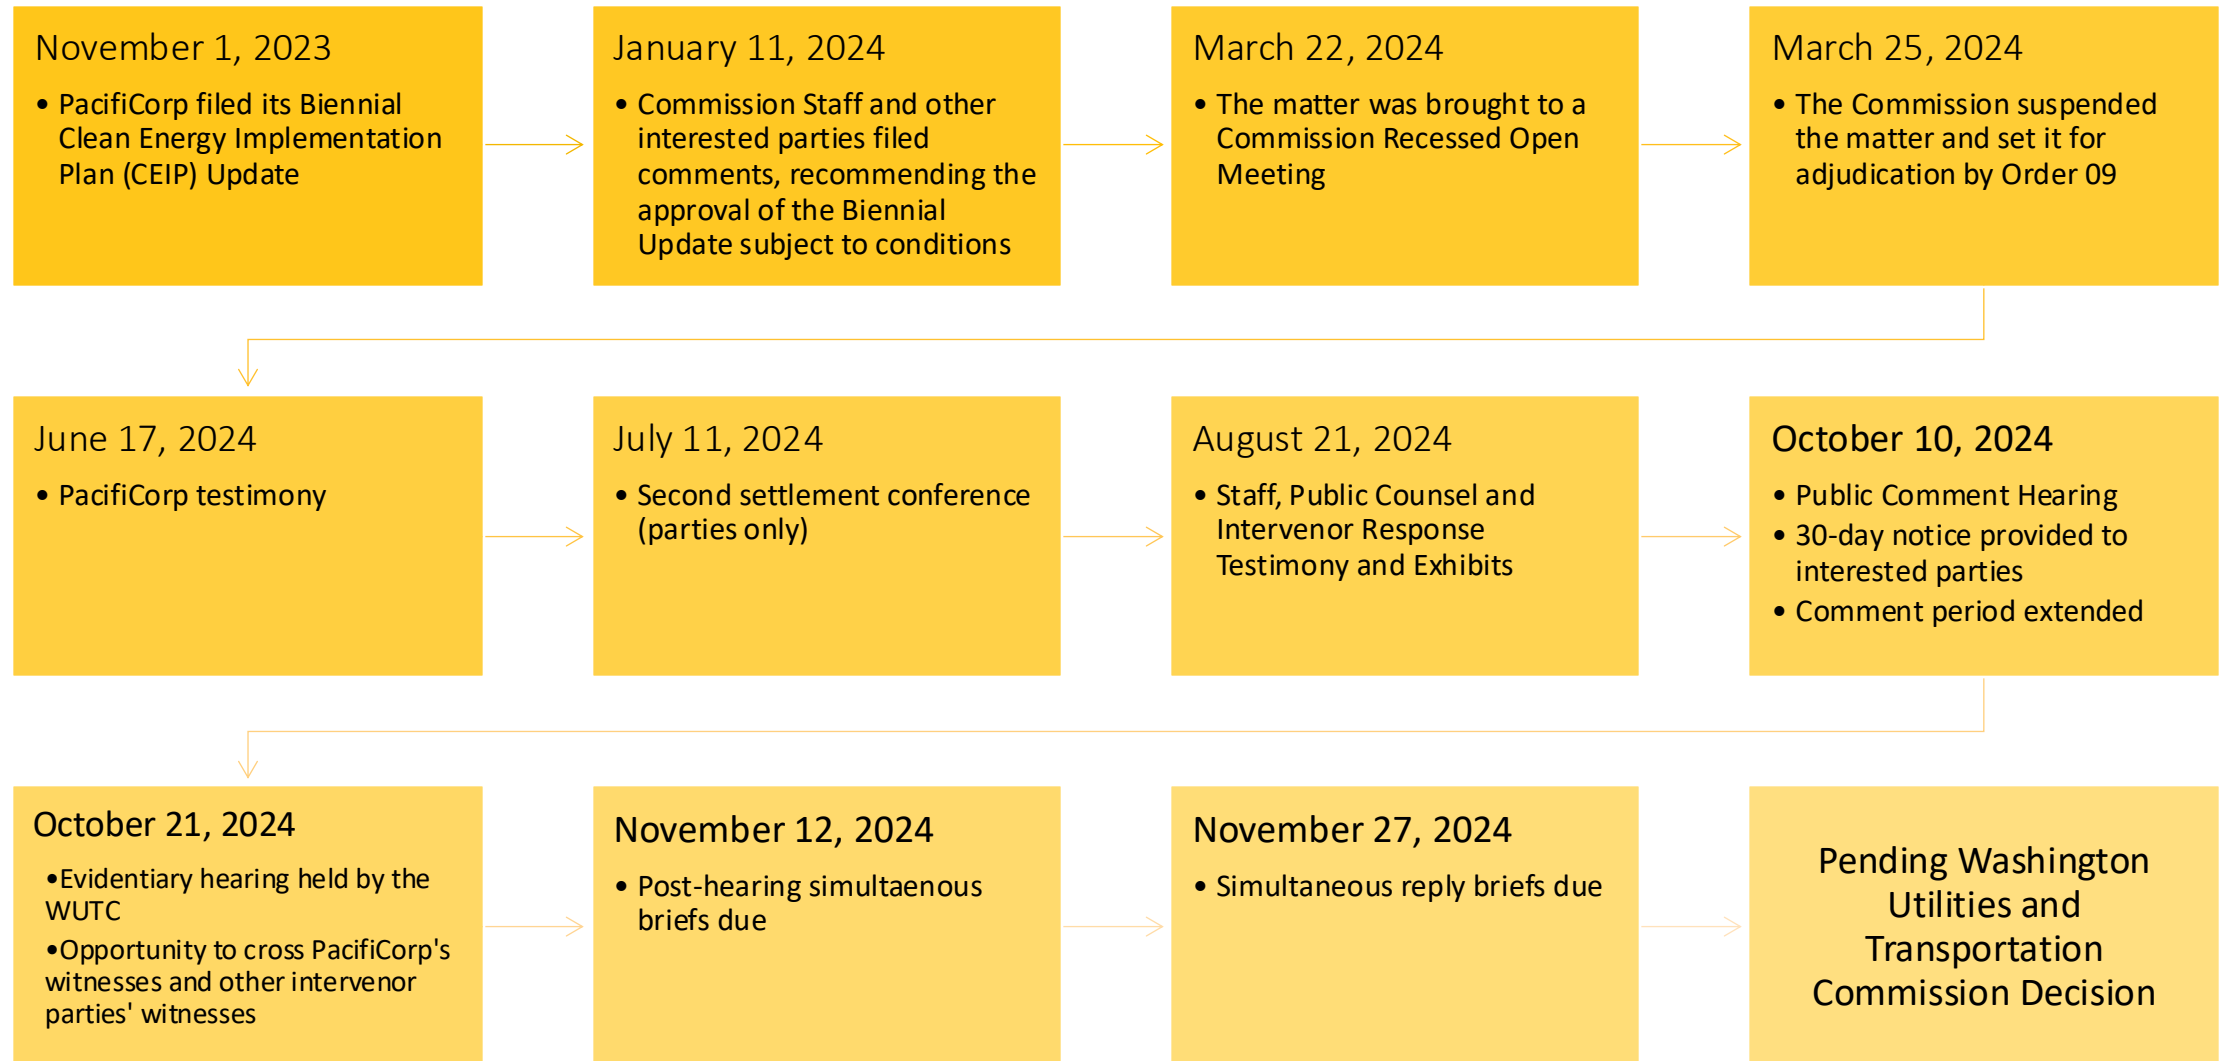 November 1, 2023
• PacifiCorp filed its Biennial
Clean Energy Implementation
Plan (CEIP) Update
January 11, 2024
• Commission Staff and other
interested parties filed
comments, recommending the
approval of the Biennial
Update subject to conditions
March 22, 2024
• The matter was brought to a
Commission Recessed Open
Meeting
March 25, 2024
• The Commission suspended
the matter and set it for
adjudication by Order 09
June 17, 2024
• PacifiCorp testimony
July 11, 2024
• Second settlement conference
(parties only)
August 21, 2024
• Staff, Public Counsel and
Intervenor Response
Testimony and Exhibits
October 10, 2024
• Public Comment Hearing
• 30-day notice provided to
interested parties
• Comment period extended
October 21, 2024
•Evidentiary hearing held by the
WUTC
•Opportunity to cross PacifiCorp's
witnesses and other intervenor
parties' witnesses
November 12, 2024
• Post-hearing simultaenous
briefs due
November 27, 2024
• Simultaneous reply briefs due
Pending Washington
Utilities and
Transportation
Commission Decision